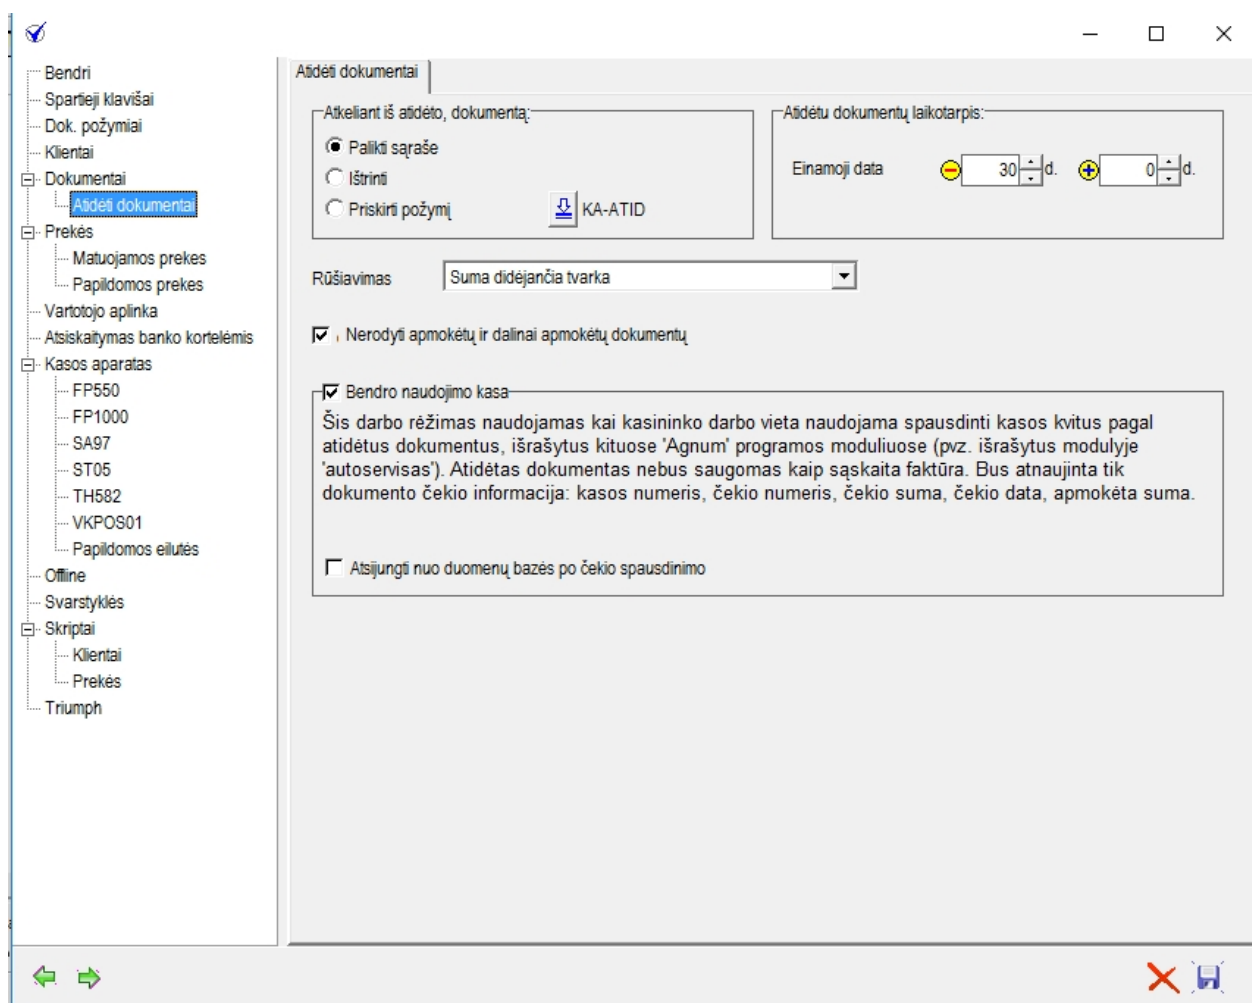 Bendri
Spartieji klavišai
Dok. požymiai
Klientai
Dokumentai
Atidėti dokumentai
Prekės
Matuojamos prekes
Papildomos prekes
Vartotojo aplinka
Atsiskaitymas banko kortelėmis
Kasos aparatas
FP550
FP1000
SA97
ST05
TH582
VKPOS01
Papildomos eilutės
Offline
Svarstyklės
Skriptai
Klientai
Prekės
Triumph
Atidėti dokumentai
Atkeliant iš atidėto, dokumentą:
Palikti sąraše
Ištrinti
Priskirti požymį KA-ATID
Atidėtu dokumentų laikotarpis:
Einamoji data 30 d. 0 d.
Rūšiavimas Suma didėjančia tvarka
Nerodyti apmokėtų ir dalinai apmokėtų dokumentų
Bendro naudojimo kasa
Šis darbo rėžimas naudojamas kai kasininko darbo vieta naudojama spausdinti kasos kvitus pagal
atidėtus dokumentus, išrašytus kituose 'Agnum' programos moduliuose (pvz. išrašytus modulyje
'autoservisas'). Atidėtas dokumentas nebus saugomas kaip sąskaita faktūra. Bus atnaujinta tik
dokumento čekio informacija: kasos numeris, čekio numeris, čekio suma, čekio data, apmokėta suma.
Atsijungti nuo duomenų bazės po čekio spausdinimo